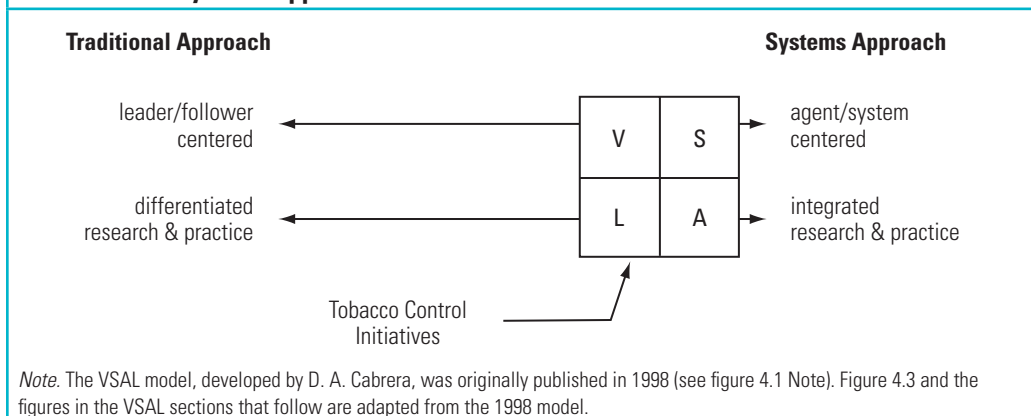 Traditional Approach
Systems Approach
leader/follower
centered
V
S
agent/system
centered
differentiated
research & practice
L
A
integrated
research & practice
Tobacco Control
Initiatives
Note. The VSAL model, developed by D. A. Cabrera, was originally published in 1998 (see figure 4.1 Note). Figure 4.3 and the
figures in the VSAL sections that follow are adapted from the 1998 model.